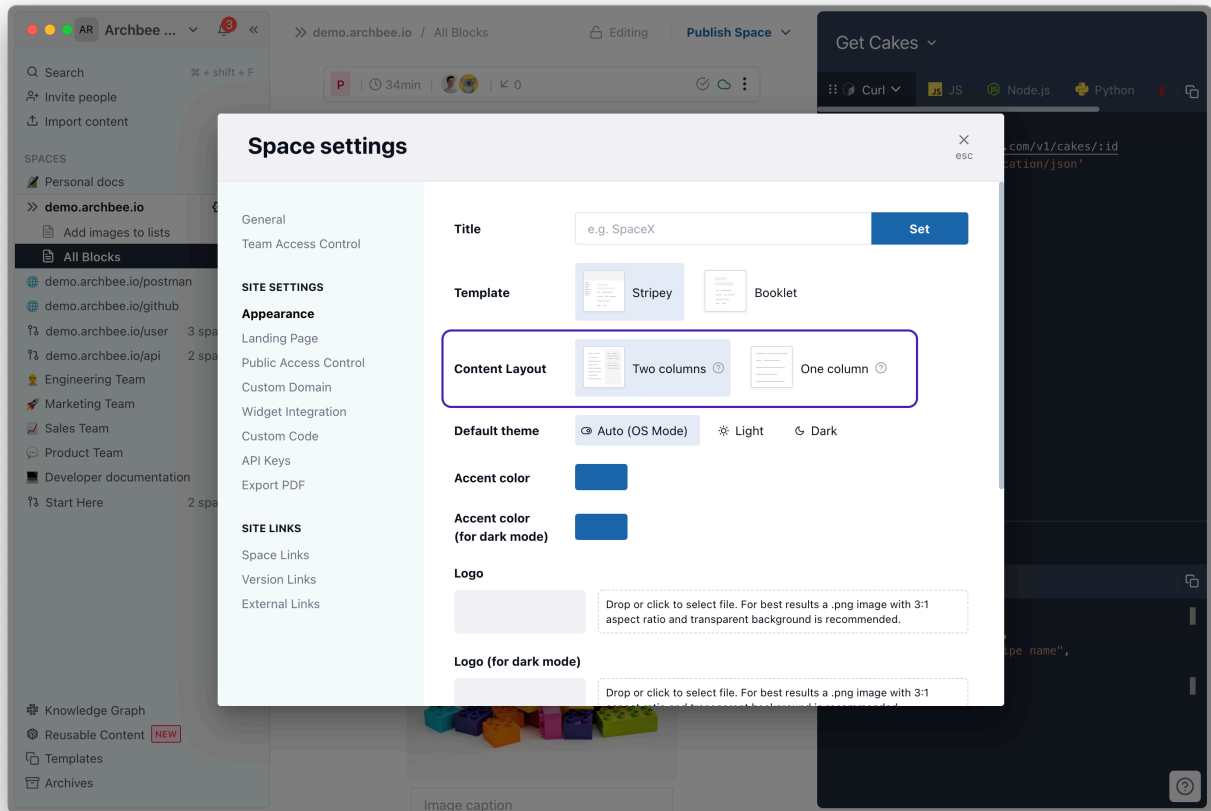 AR Archbee ... 3 «
demo.archbee.io / All Blocks
Editing
Publish Space
Get Cakes
Search ⌘ + shift + F
Invite people
Import content
P 34min 0
Curl JS JS Node.js Python
.com/v1/cakes/:id
ation/json'
SPACES
Personal docs
demo.archbee.io
Add images to lists
All Blocks
demo.archbee.io/postman
demo.archbee.io/github
demo.archbee.io/user 3 spa
demo.archbee.io/api 2 spa
Engineering Team
Marketing Team
Sales Team
Product Team
Developer documentation
Start Here 2 spa
Knowledge Graph
Reusable Content NEW
Templates
Archives
Space settings
esc
General
Team Access Control
SITE SETTINGS
Appearance
Landing Page
Public Access Control
Custom Domain
Widget Integration
Custom Code
API Keys
Export PDF
SITE LINKS
Space Links
Version Links
External Links
Title e.g. SpaceX Set
Template Stripey Booklet
Content Layout Two columns ? One column ?
Default theme Auto (OS Mode) Light Dark
Accent color
Accent color
(for dark mode)
Logo
Drop or click to select file. For best results a .png image with 3:1
aspect ratio and transparent background is recommended.
Logo (for dark mode)
Drop or click to select file. For best results a .png image with 3:1
ipe name",
Image caption
?